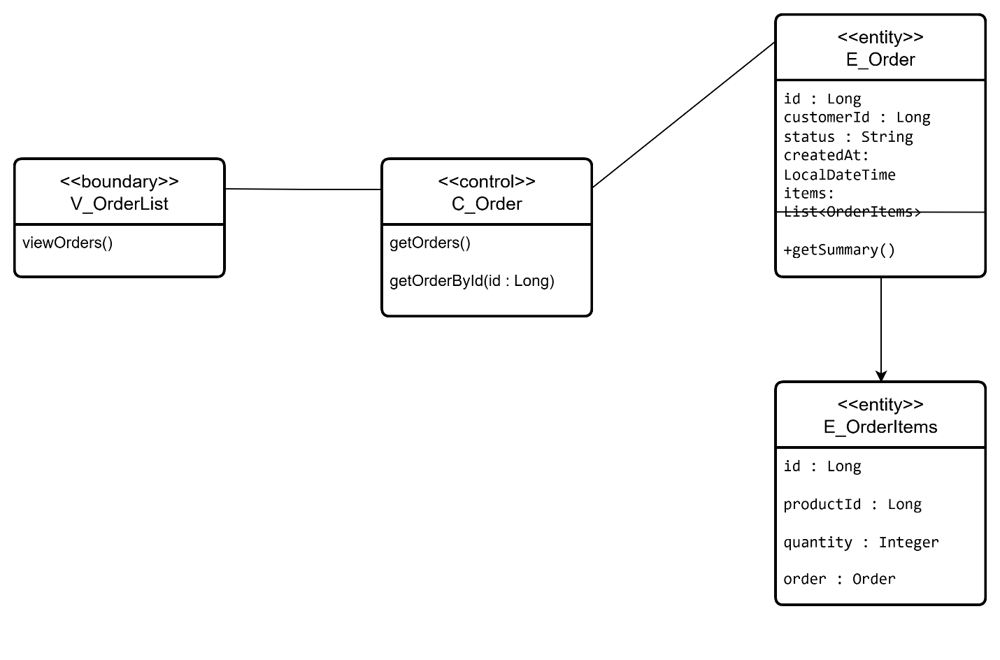 <<boundary>>
V_OrderList
viewOrders()
<<control>>
C_Order
getOrders()
getOrderById(id : Long)
<<entity>>
E_Order
id : Long
customerId : Long
status : String
createdAt:
LocalDateTime
items:
List<OrderItems>
+getSummary()
<<entity>>
E_OrderItems
id : Long
productId : Long
quantity : Integer
order : Order